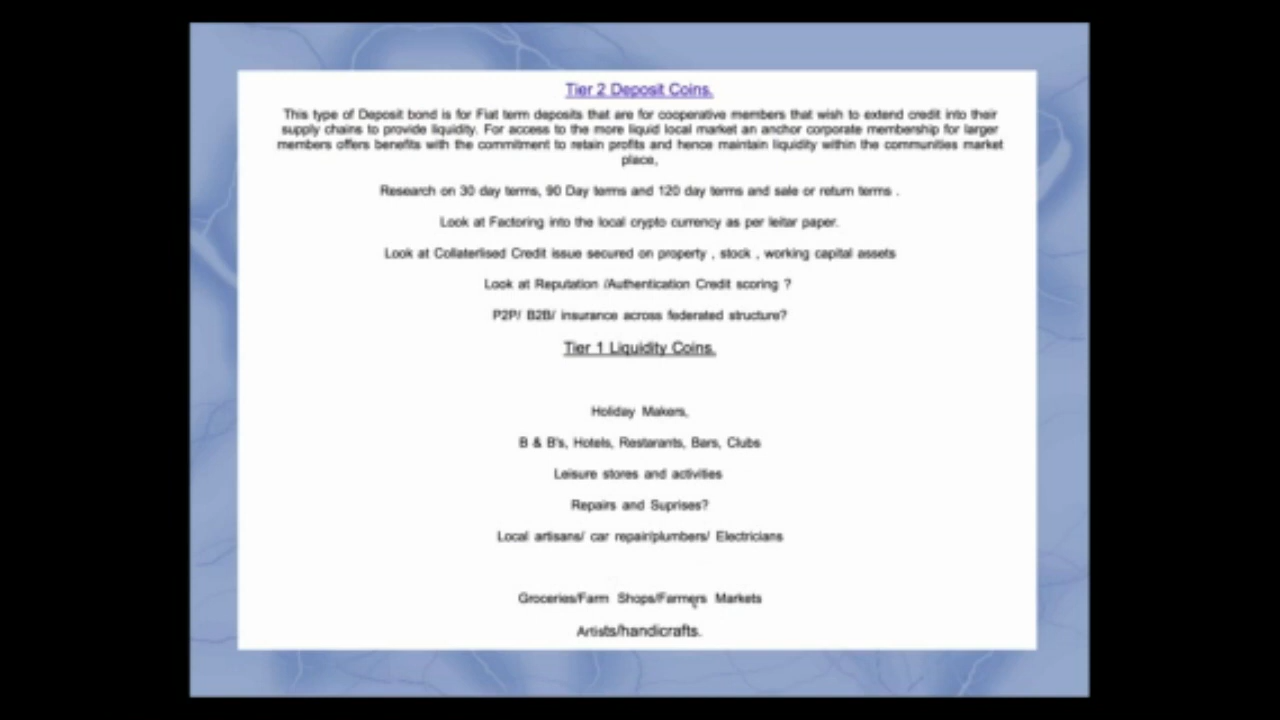 Tier 2 Deposit Coins.
This type of Deposit bond is for Fiat term deposits that are for cooperative members that wish to extend credit into their
supply chains to provide liquidity. For access to the more liquid local market an anchor corporate membership for larger
members offers benefits with the commitment to retain profits and hence maintain liquidity within the communities market
place,
Research on 30 day terms, 90 Day terms and 120 day terms and sale or return terms .
Look at Factoring into the local crypto currency as per leitar paper.
Look at Collaterlised Credit issue secured on property , stock , working capital assets
Look at Reputation /Authentication Credit scoring ?
P2P/ B2B/ insurance across federated structure?
Tier 1 Liquidity Coins.
Holiday Makers,
B & B's, Hotels, Restarants, Bars, Clubs
Leisure stores and activities
Repairs and Suprises?
Local artisans/ car repair/plumbers/ Electricians
Groceries/Farm Shops/Farmers Markets
Artists/handicrafts.